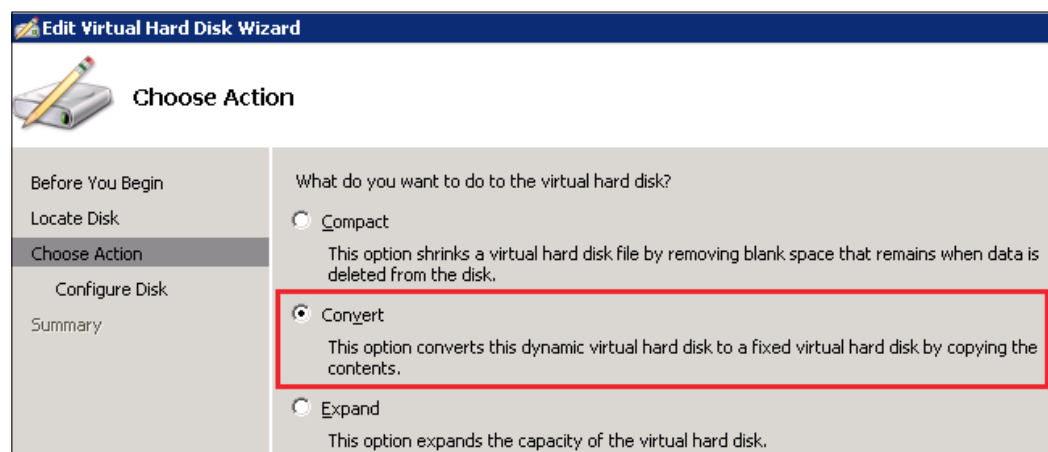 Edit Virtual Hard Disk Wizard
Choose Action
Before You Begin
Locate Disk
Choose Action
Configure Disk
Summary
What do you want to do to the virtual hard disk?
Compact
This option shrinks a virtual hard disk file by removing blank space that remains when data is
deleted from the disk.
Convert
This option converts this dynamic virtual hard disk to a fixed virtual hard disk by copying the
contents.
Expand
This option expands the capacity of the virtual hard disk.